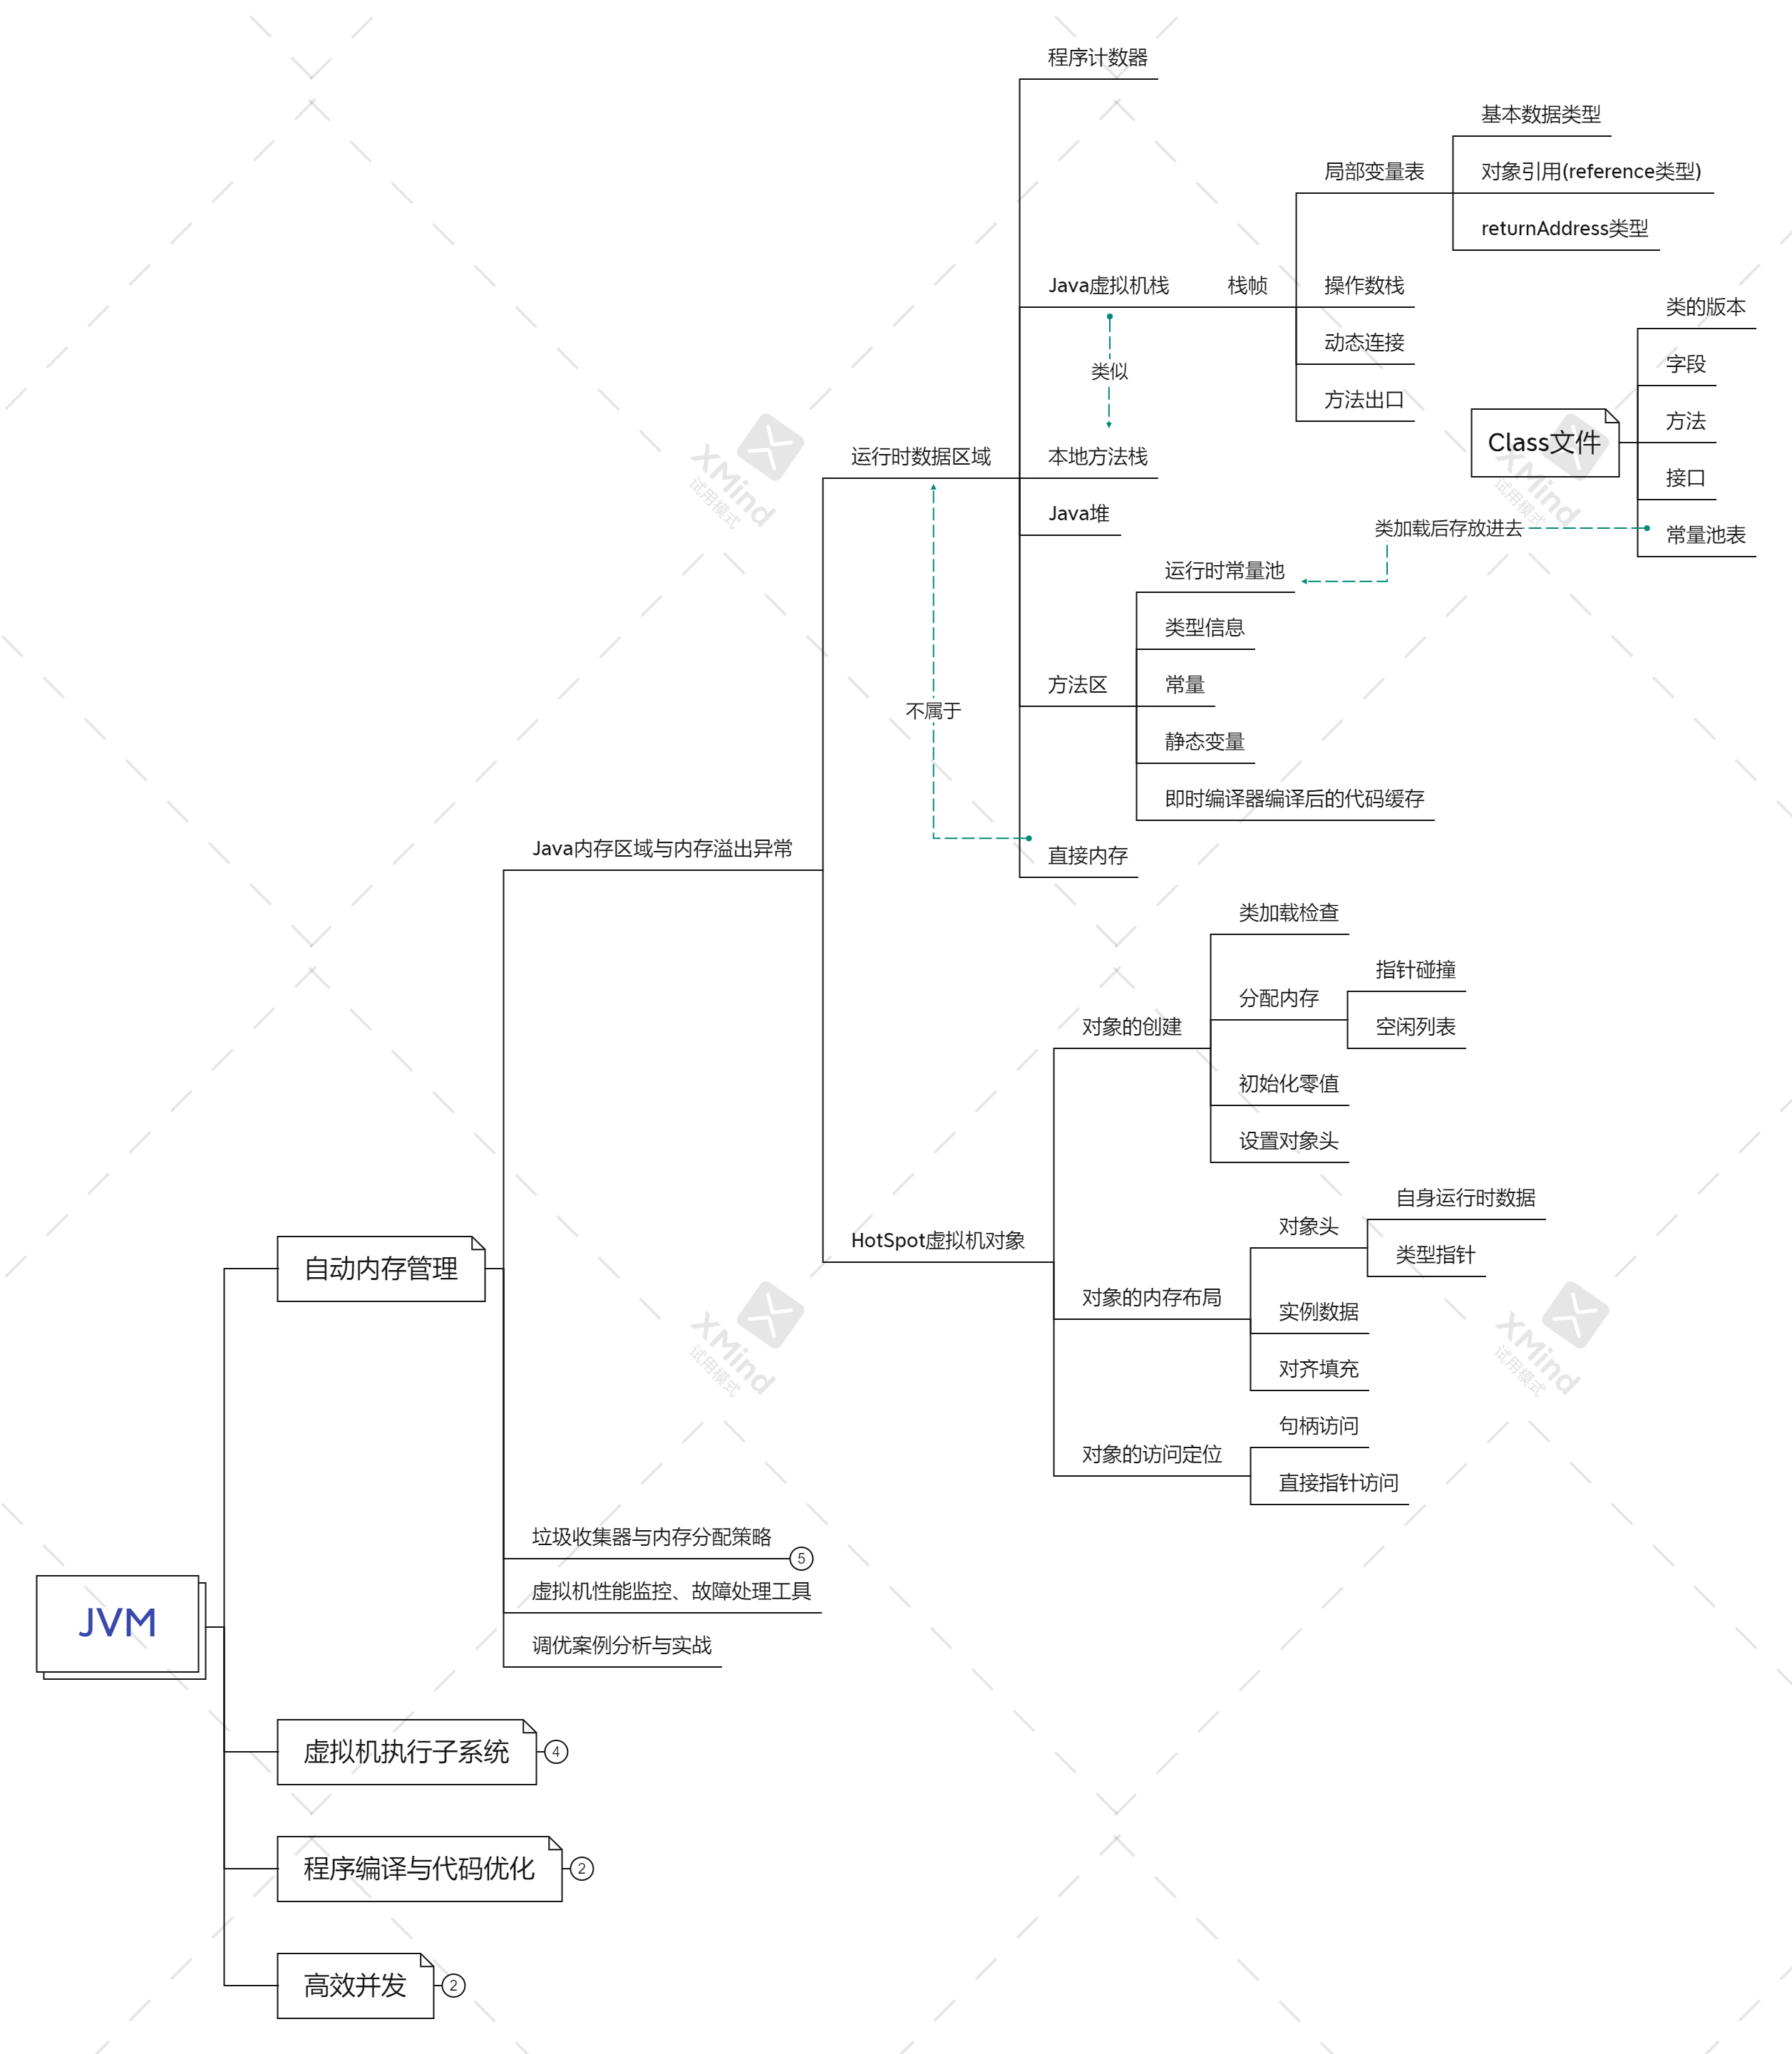 程序计数器
基本数据类型
局部变量表
对象引用(reference类型)
returnAddress类型
Java虚拟机栈
栈帧
操作数栈
动态连接
方法出口
类似
类的版本
字段
方法
接口
常量池表
Class文件
运行时数据区域
本地方法栈
Java堆
类加载后存放进去
运行时常量池
类型信息
方法区
常量
静态变量
即时编译器编译后的代码缓存
不属于
直接内存
Java内存区域与内存溢出异常
类加载检查
指针碰撞
分配内存
空闲列表
对象的创建
初始化零值
设置对象头
自身运行时数据
对象头
类型指针
HotSpot虚拟机对象
对象的内存布局
实例数据
对齐填充
句柄访问
对象的访问定位
直接指针访问
自动内存管理
垃圾收集器与内存分配策略
5
虚拟机性能监控、故障处理工具
调优案例分析与实战
JVM
虚拟机执行子系统
4
程序编译与代码优化
2
高效并发
2
XMind
试用模式
XMind
试用模式
XMind
试用模式
XMind
试用模式